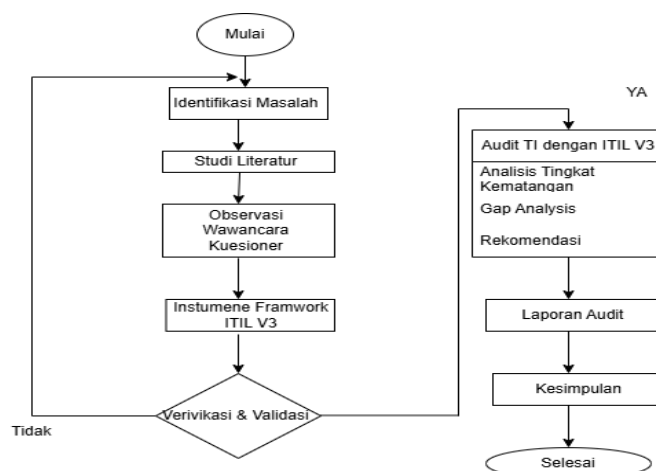 Mulai
Identifikasi Masalah
Studi Literatur
Observasi
Wawancara
Kuesioner
Instumene Framwork
ITIL V3
Verivikasi & Validasi
Tidak
YA
Audit TI dengan ITIL V3
Analisis Tingkat
Kematangan
Gap Analysis
Rekomendasi
Laporan Audit
Kesimpulan
Selesai